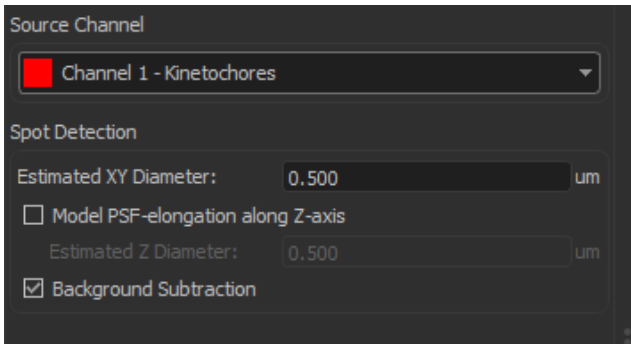 Source Channel
Channel 1 - Kinetochores
Spot Detection
Estimated XY Diameter: 0.500 um
Model PSF-elongation along Z-axis
Estimated Z Diameter: 0.500 um
Background Subtraction